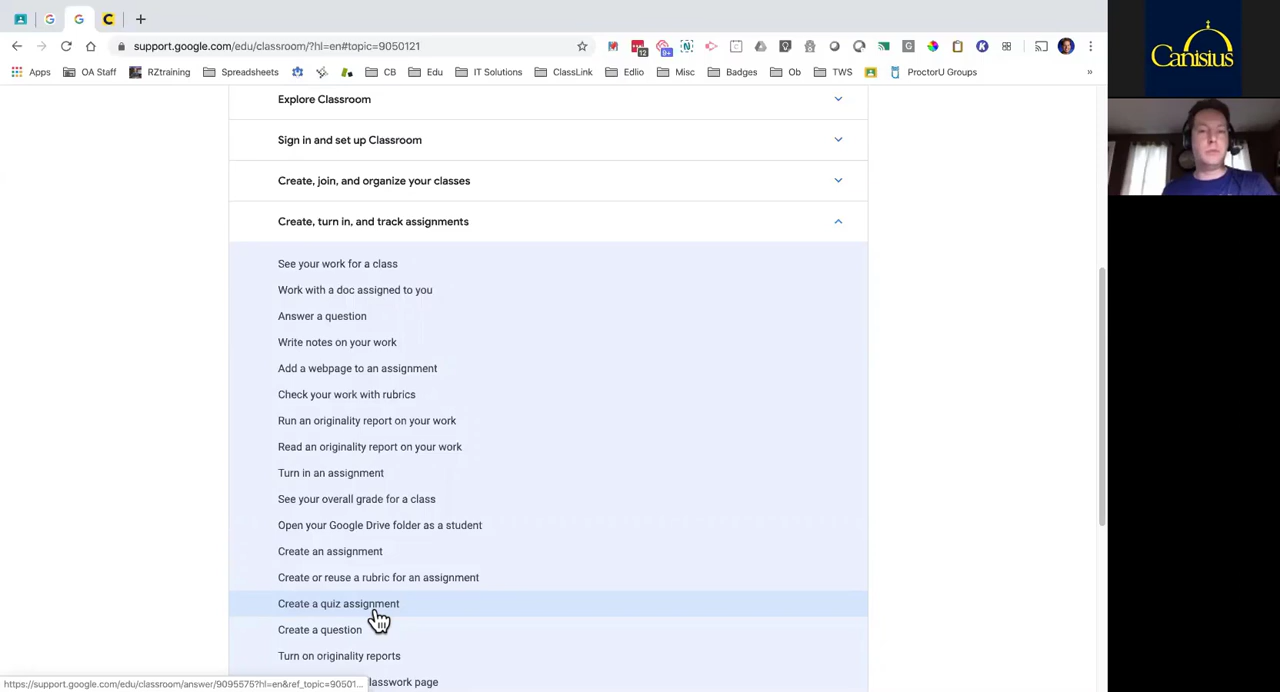 support.google.com/edu/classroom/?hl=en#topic=9050121
12
9+
Apps
OA Staff
RZtraining
Spreadsheets
CB
Edu
IT Solutions
ClassLink
Edlio
Misc
Badges
Ob
TWS
ProctorU Groups
»
Canisius
Explore Classroom
Sign in and set up Classroom
Create, join, and organize your classes
Create, turn in, and track assignments
See your work for a class
Work with a doc assigned to you
Answer a question
Write notes on your work
Add a webpage to an assignment
Check your work with rubrics
Run an originality report on your work
Read an originality report on your work
Turn in an assignment
See your overall grade for a class
Open your Google Drive folder as a student
Create an assignment
Create or reuse a rubric for an assignment
Create a quiz assignment
Create a question
Turn on originality reports
lasswork page
https://support.google.com/edu/classroom/answer/9095575?hl=en&ref_topic=90501...